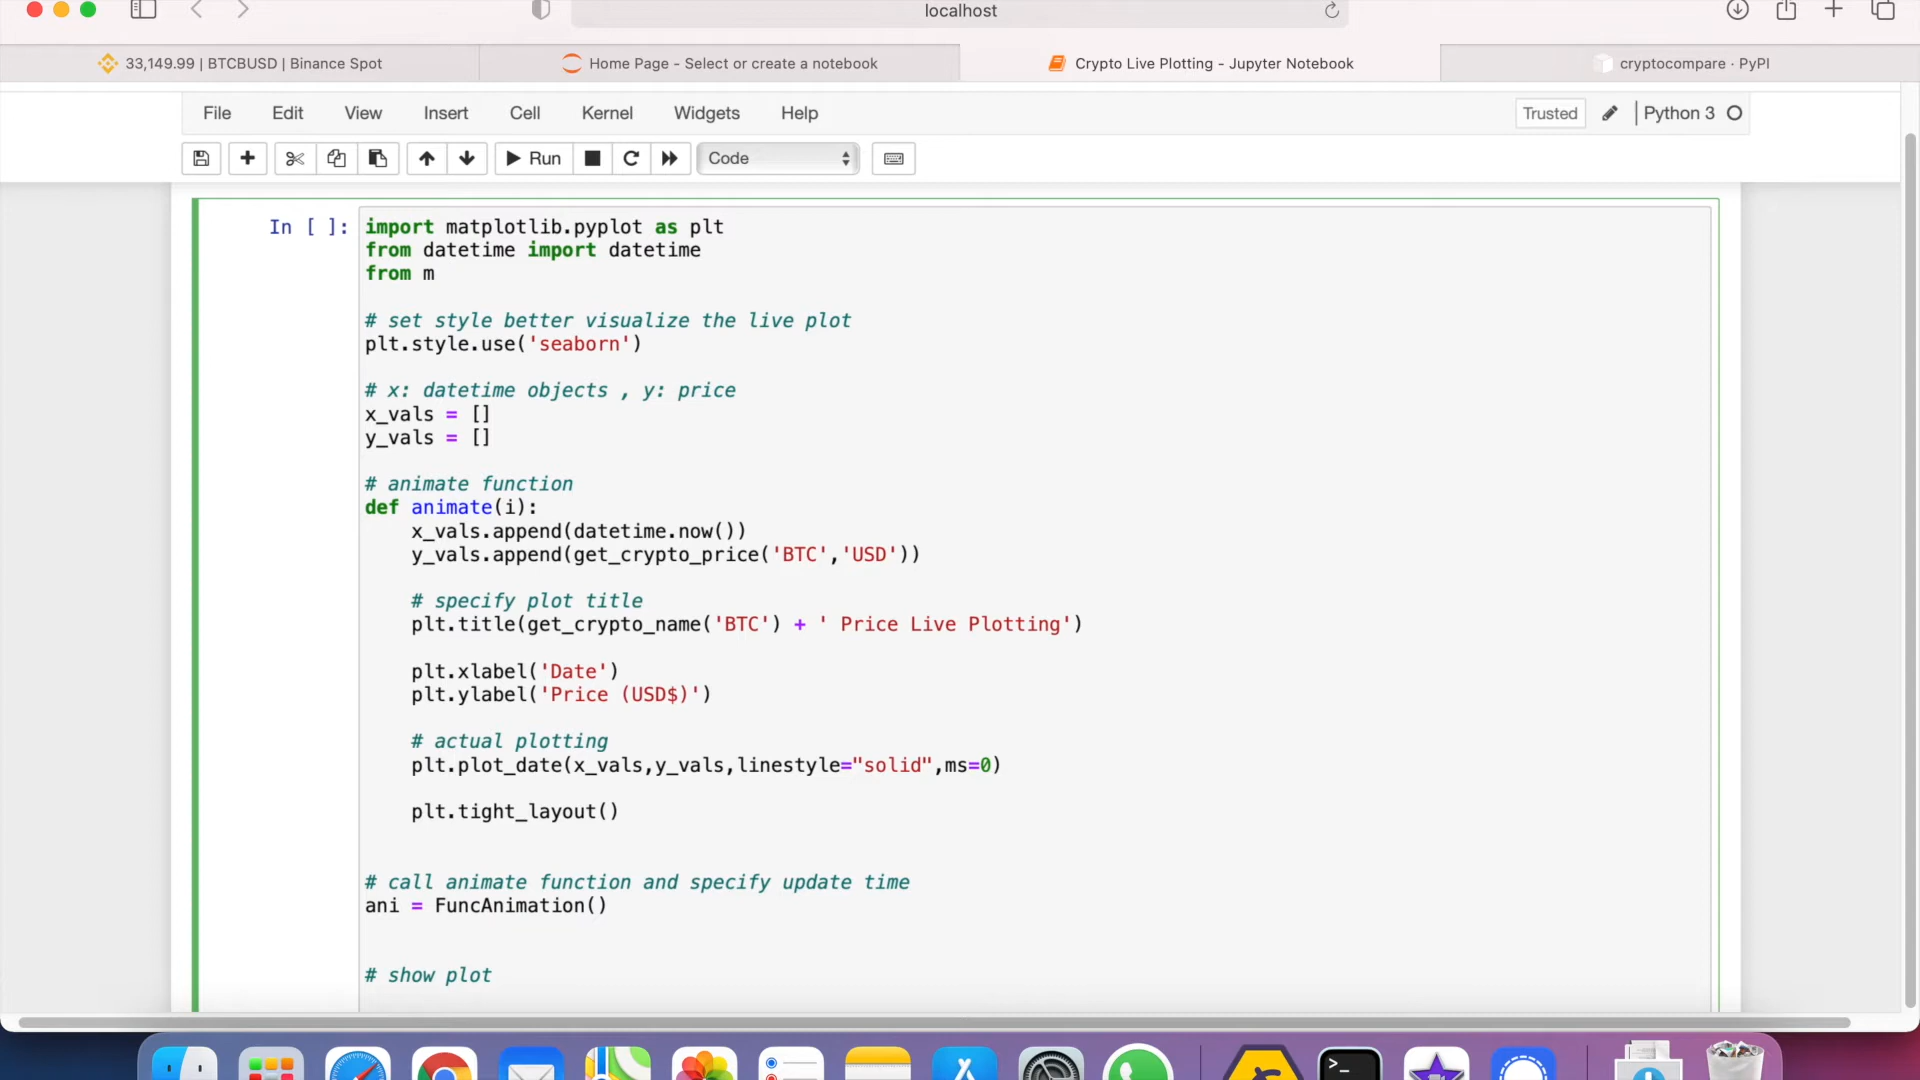 localhost
33,149.99 | BTCBUSD | Binance Spot
Home Page - Select or create a notebook
Crypto Live Plotting - Jupyter Notebook
cryptocompare · PyPI
File Edit View Insert Cell Kernel Widgets Help
Trusted
Python 3
Run
Code
In [ ]:
import matplotlib.pyplot as plt
from datetime import datetime
from m
# set style better visualize the live plot
plt.style.use('seaborn')
# x: datetime objects , y: price
x_vals = []
y_vals = []
# animate function
def animate(i):
x_vals.append(datetime.now())
y_vals.append(get_crypto_price('BTC','USD'))
# specify plot title
plt.title(get_crypto_name('BTC') + ' Price Live Plotting')
plt.xlabel('Date')
plt.ylabel('Price (USD$)')
# actual plotting
plt.plot_date(x_vals,y_vals,linestyle="solid",ms=0)
plt.tight_layout()
# call animate function and specify update time
ani = FuncAnimation()
# show plot